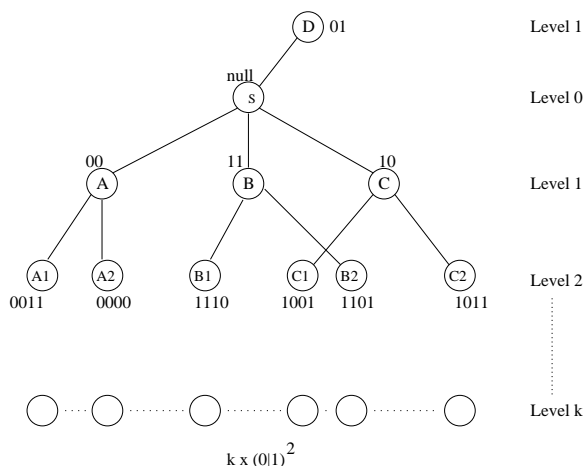 D 01 Level 1
null
s Level 0
00 11 10
A B C Level 1
A1 A2 B1 C1 B2 C2 Level 2
0011 0000 1110 1001 1101 1011
Level k
k x (0|1)^2